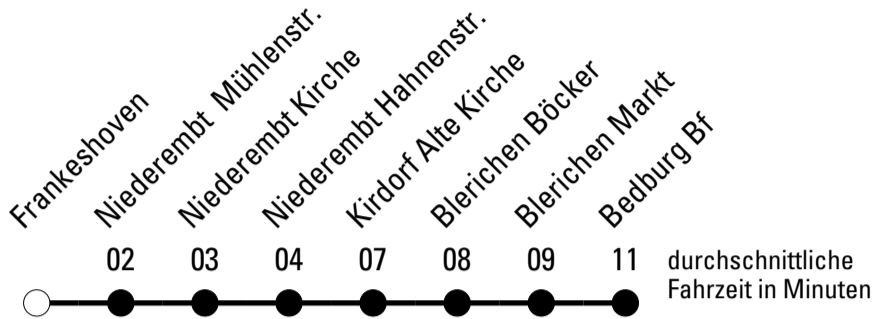 Frankeshoven
Niederembt Mühlenstr.
Niederembt Kirche
Niederembt Hahnenstr.
Kirdorf Alte Kirche
Blerichen Böcker
Blerichen Markt
Bedburg Bf
02 03 04 07 08 09 11
durchschnittliche
Fahrzeit in Minuten